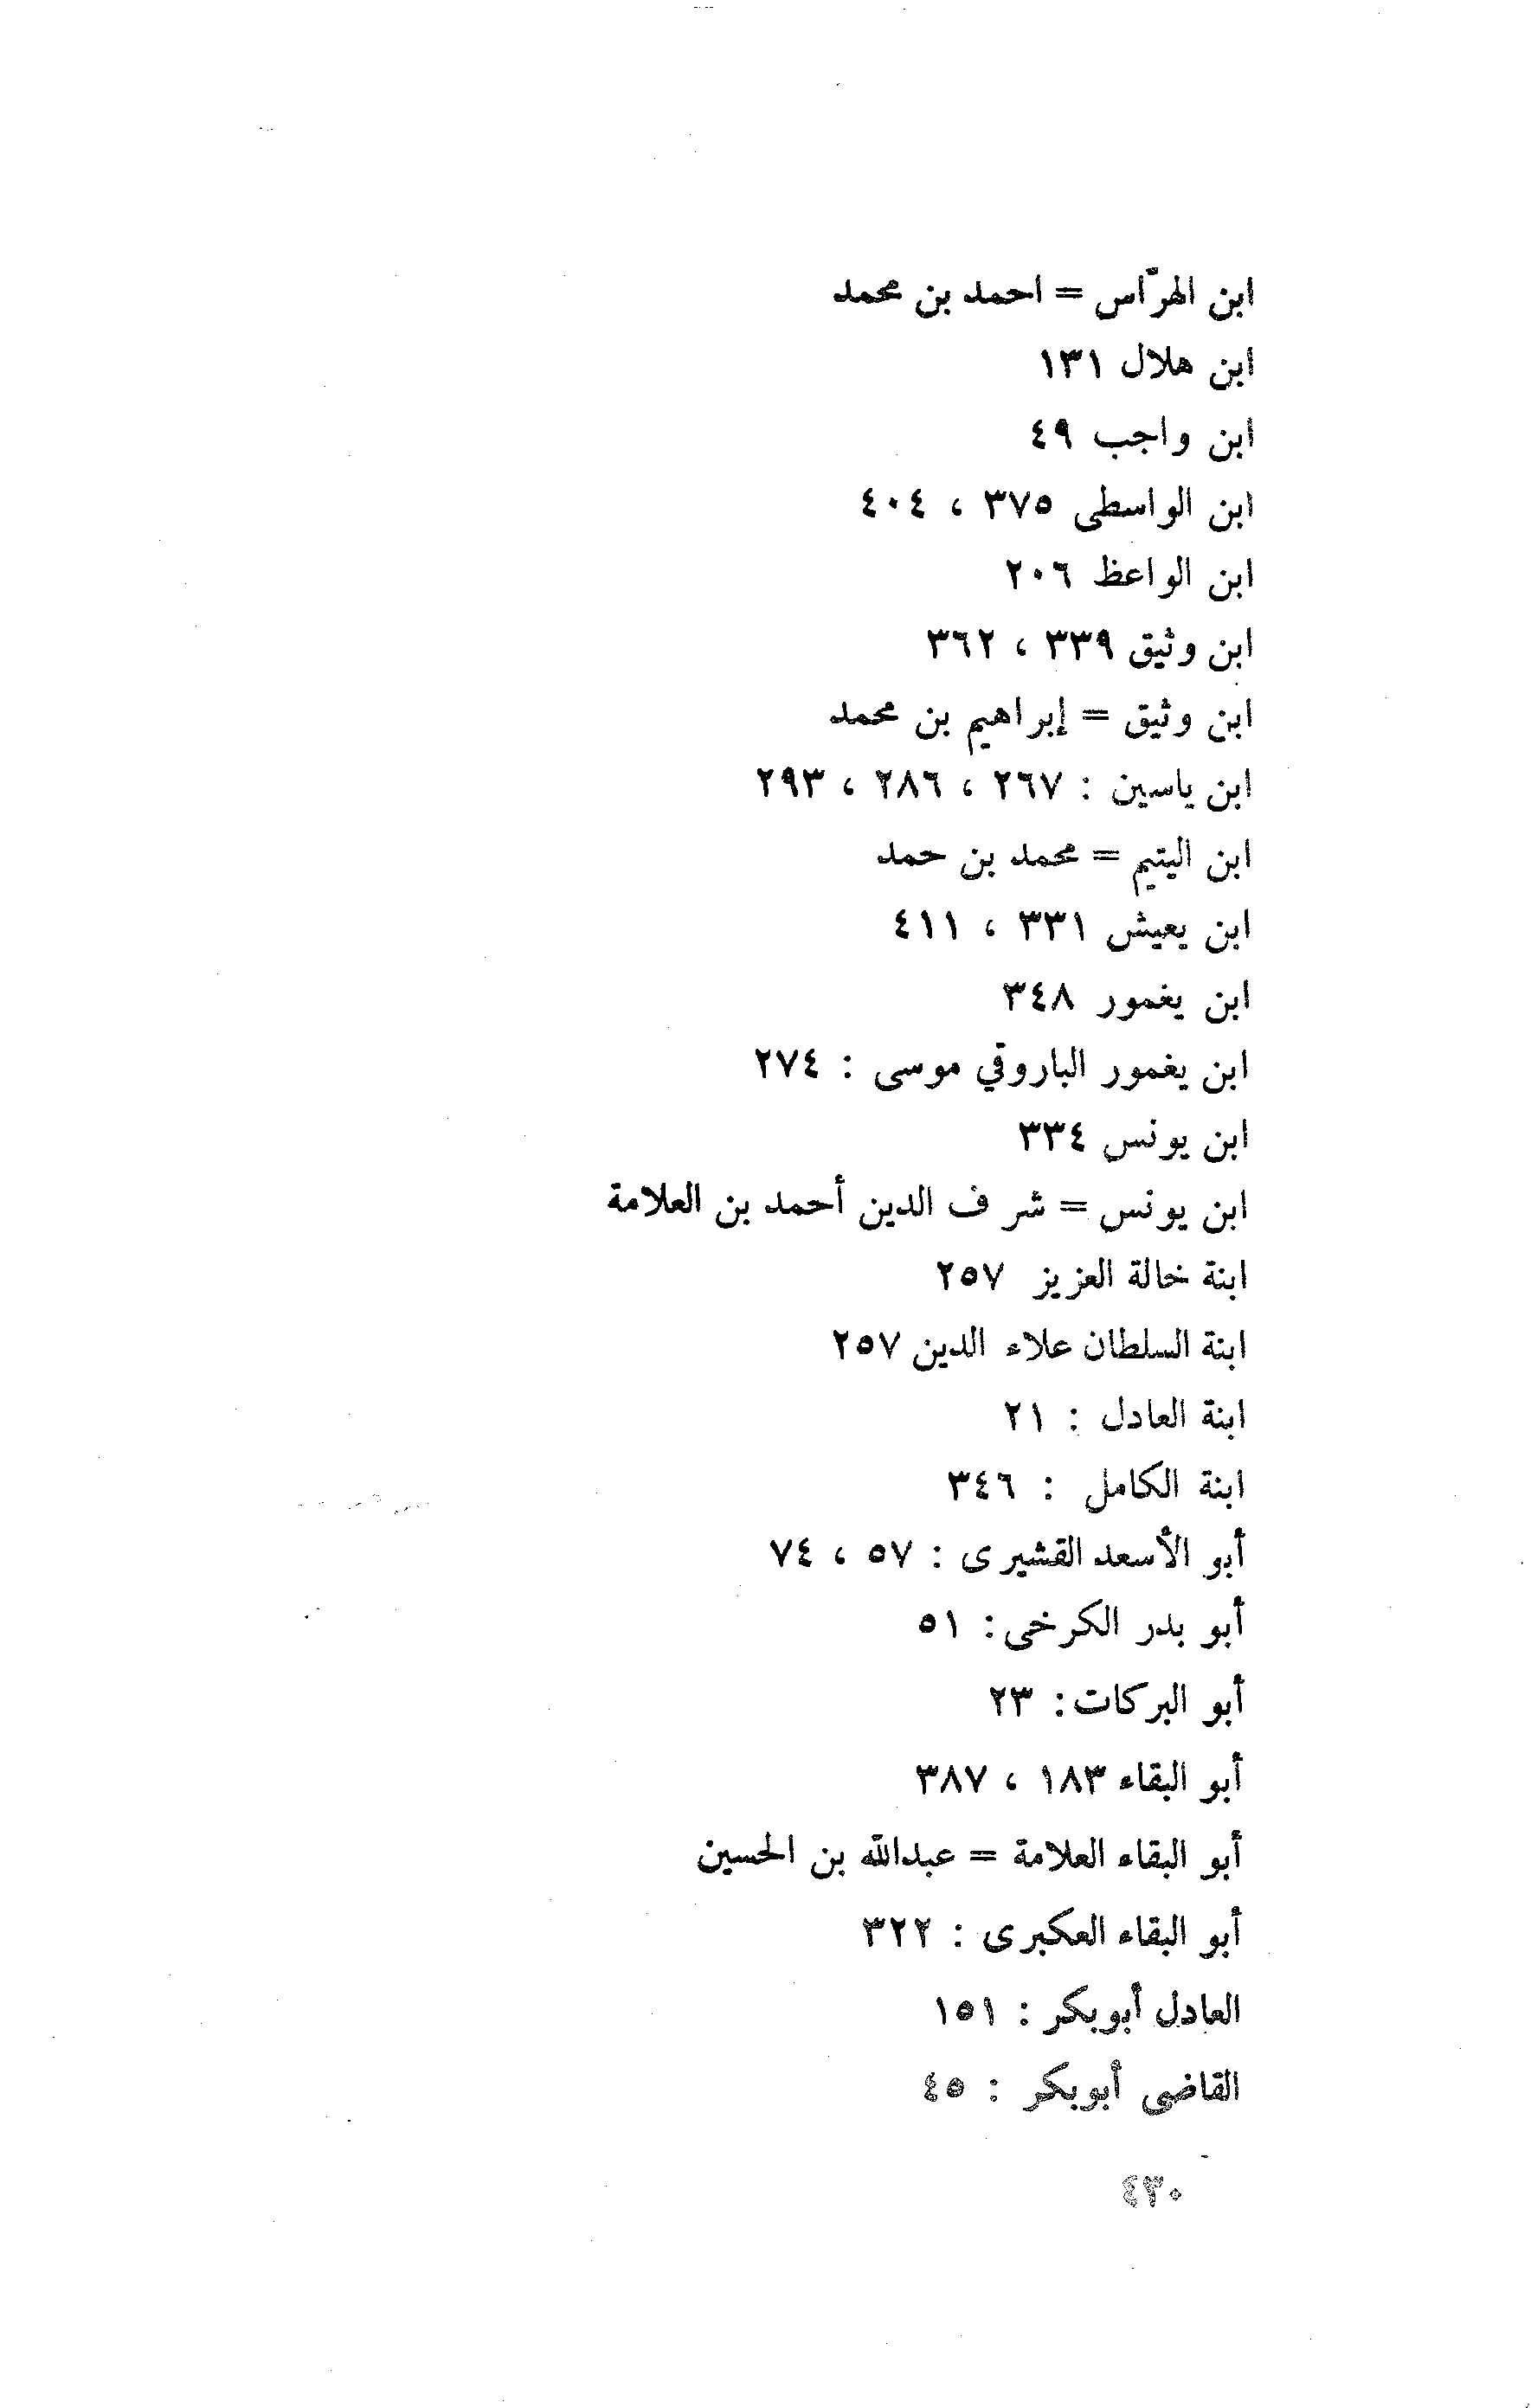 ابن الهرّاس = احمد بن محمد
ابن هلال ١٣١
ابن واجب ٤٩
ابن الواسطى ٣٧٥ ، ٤٠٤
ابن الواعظ ٢٠٦
ابن وثيق ٣٣٩ ، ٣٦٢
ابن وثيق = إبراهيم بن محمد
ابن ياسين : ٢٦٧ ، ٢٨٦ ، ٢٩٣
ابن اليتيم = محمد بن حمد
ابن يعيش ٣٣١ ، ٤١١
ابن يغمور ٣٤٨
ابن يغمور الباروقي موسى : ٢٧٤
ابن يونس ٣٣٤
ابن يونس = شرف الدين أحمد بن العلامة
ابنة خالة العزيز ٢٥٧
ابنة السلطان علاء الدين ٢٥٧
ابنة العادل : ٢١
ابنة الكامل : ٣٤٦
أبو الأسعد القشيرى : ٥٧ ، ٧٤
أبو بدر الكرخى : ٥١
أبو البركات : ٢٣
أبو البقاء ١٨٣ ، ٣٨٧
أبو البقاء العلامة = عبدالله بن الحسين
أبو البقاء العكبرى : ٣٢٢
العادل أبوبكر : ١٥١
القاضى أبوبكر : ٤٥
٤٣٠